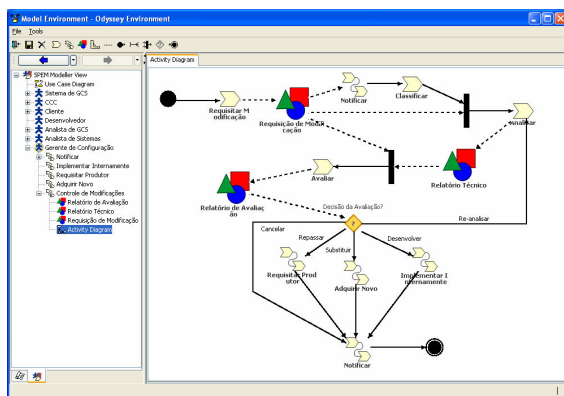 Model Environment - Odyssey Environment
File Tools
SPEM Modeller View
Use Case Diagram
Sistema de GCS
CCC
Cliente
Desenvolvedor
Analista de GCS
Analista de Sistemas
Gerente de Configuração
Notificar
Implementar Internamente
Requisitar Produtor
Adquirir Novo
Controle de Modificações
Relatório de Avaliação
Relatório Técnico
Requisição de Modificação
Activity Diagram
Activity Diagram
Requisitar M
odificação
Requisição de Modifi
cação
Notificar
Classificar
Analisar
Avaliar
Relatório Técnico
Relatório de Avaliaç
ão
Decisão da Avaliação?
?
Cancelar
Repassar
Substituir
Desenvolver
Re-analisar
Requisitar Prod
utor
Adquirir Novo
Implementar I
nternamente
Notificar